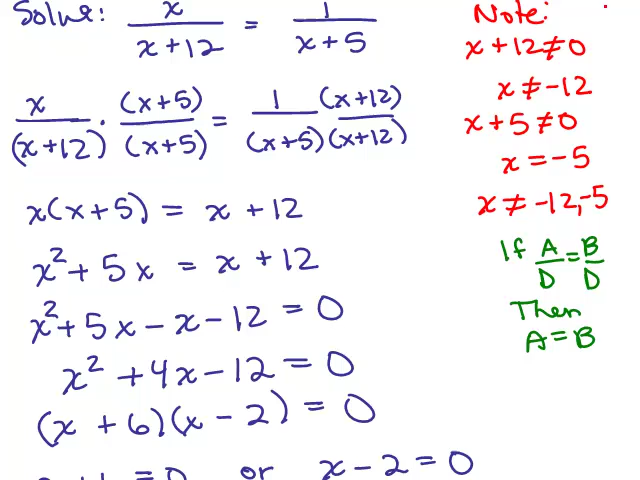 Solve: x/(x+12) = 1/(x+5)
x/(x+12) · (x+5)/(x+5) = 1/(x+5) (x+12)/(x+12)
x(x+5) = x+12
x² + 5x = x+12
x² + 5x - x - 12 = 0
x² + 4x - 12 = 0
(x + 6)(x - 2) = 0
= 0 or x - 2 = 0
Note:
x + 12 ≠ 0
x ≠ -12
x + 5 ≠ 0
x = -5
x ≠ -12, -5
If A/D = B/D
Then
A = B